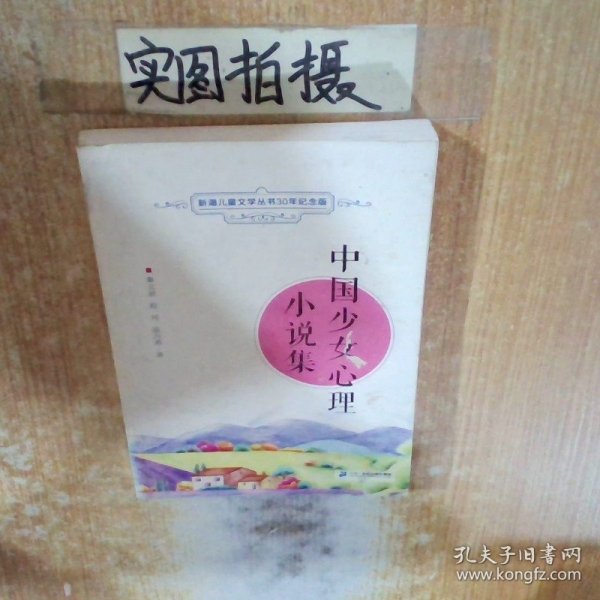 实图拍摄
新潮儿童文学丛书30年纪念版
中国少女心理
小说集
孔夫子旧书网
www.kongfz.com